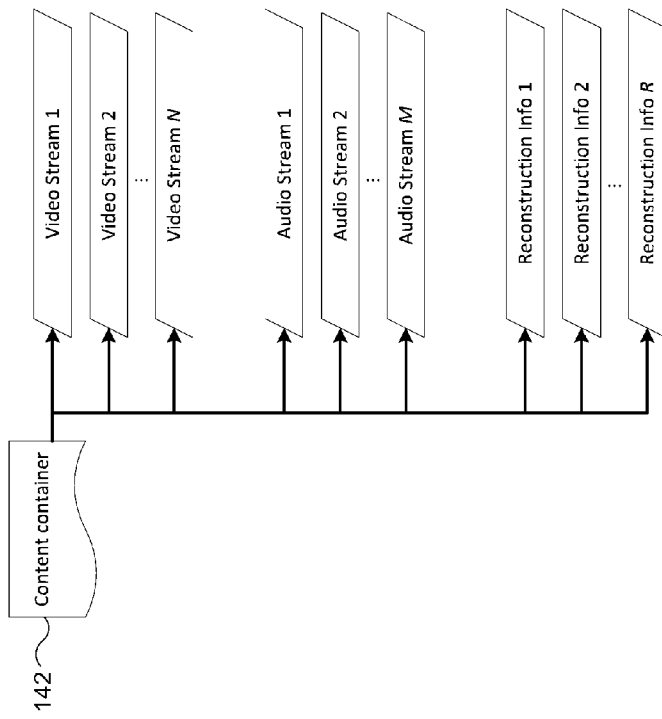 142
Content container
Video Stream 1
Video Stream 2
...
Video Stream N
Audio Stream 1
Audio Stream 2
...
Audio Stream M
Reconstruction Info 1
Reconstruction Info 2
...
Reconstruction Info R